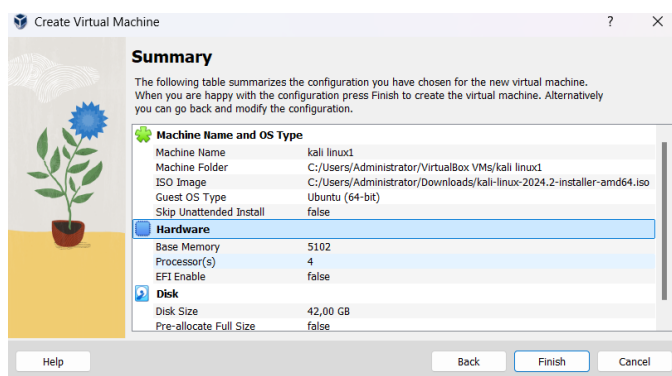 Create Virtual Machine ? X
Summary
The following table summarizes the configuration you have chosen for the new virtual machine.
When you are happy with the configuration press Finish to create the virtual machine. Alternatively
you can go back and modify the configuration.
Machine Name and OS Type
Machine Name kali linux1
Machine Folder C:/Users/Administrator/VirtualBox VMs/kali linux1
ISO Image C:/Users/Administrator/Downloads/kali-linux-2024.2-installer-amd64.iso
Guest OS Type Ubuntu (64-bit)
Skip Unattended Install false
Hardware
Base Memory 5102
Processor(s) 4
EFI Enable false
Disk
Disk Size 42,00 GB
Pre-allocate Full Size false
Help Back Finish Cancel